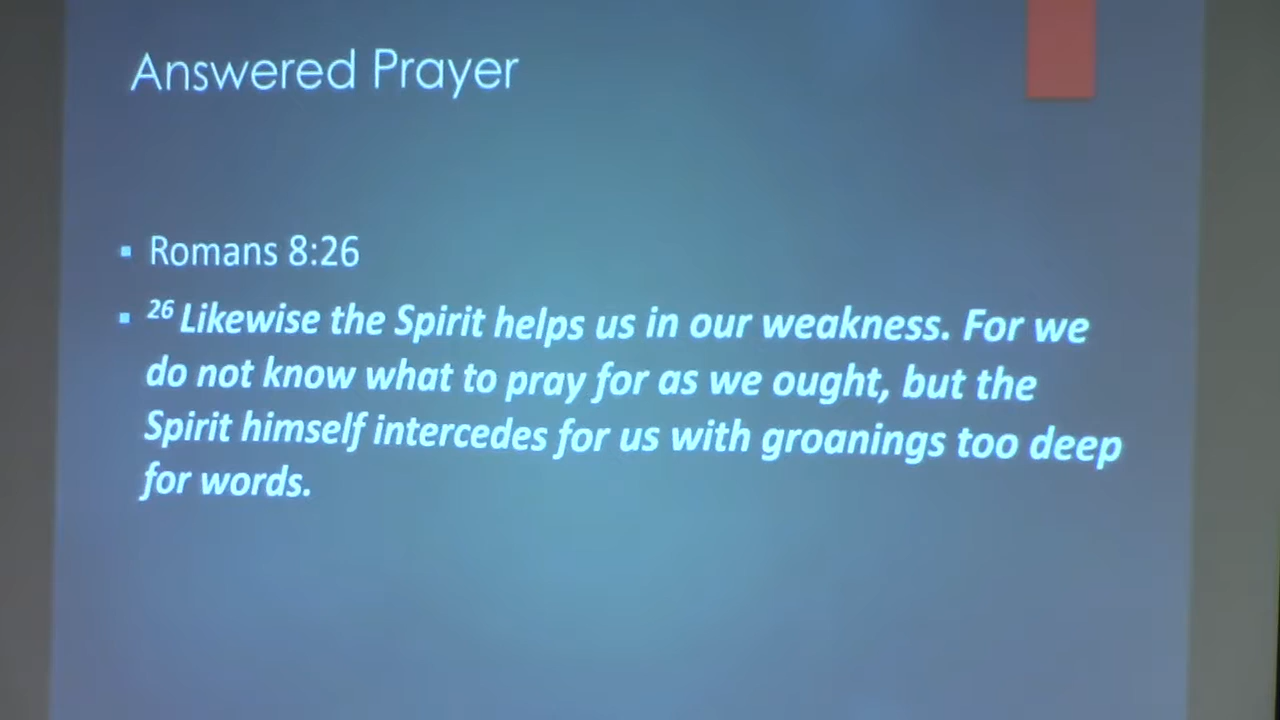 Answered Prayer
▪ Romans 8:26
▪ ²⁶ Likewise the Spirit helps us in our weakness. For we
do not know what to pray for as we ought, but the
Spirit himself intercedes for us with groanings too deep
for words.